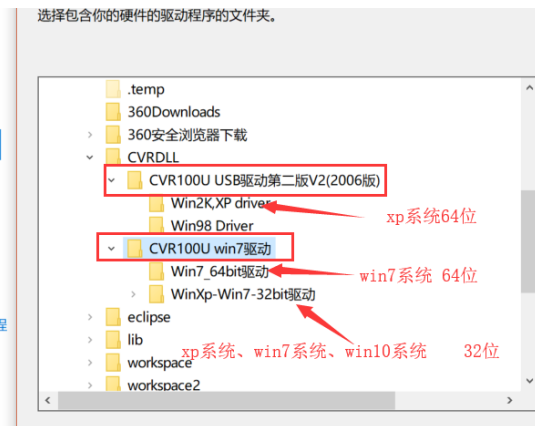 选择包含你的硬件的驱动程序的文件夹。
.temp
360Downloads
360安全浏览器下载
CVRDLL
CVR100U USB驱动第二版V2(2006版)
Win2K,XP driver
xp系统64位
Win98 Driver
CVR100U win7驱动
Win7_64bit驱动
win7系统 64位
WinXp-Win7-32bit驱动
eclipse
程
lib
xp系统、win7系统、win10系统 32位
workspace
workspace2